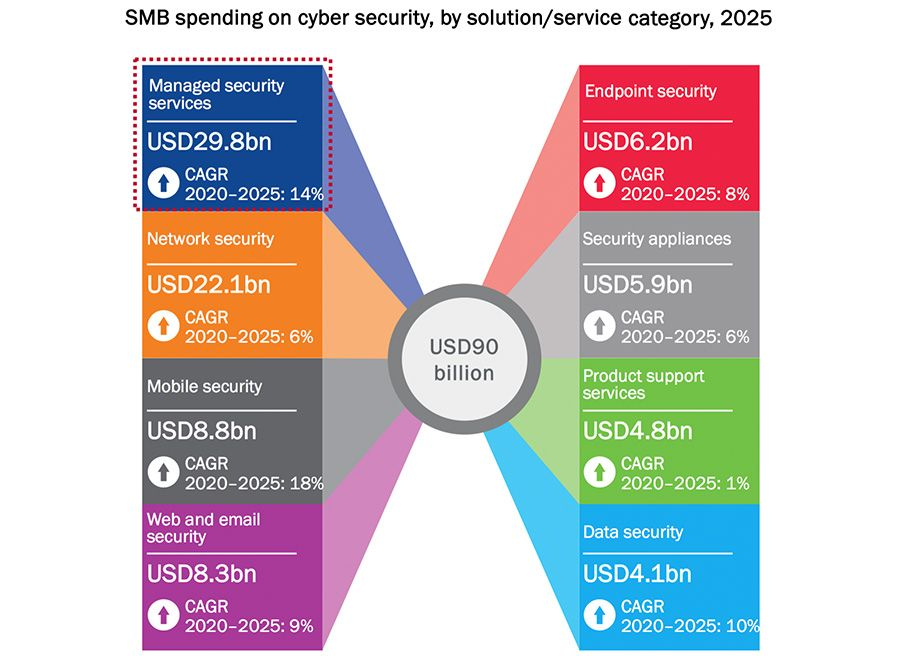 SMB spending on cyber security, by solution/service category, 2025
Managed security
services
USD29.8bn
CAGR
2020–2025: 14%
Network security
USD22.1bn
CAGR
2020–2025: 6%
Mobile security
USD8.8bn
CAGR
2020–2025: 18%
Web and email
security
USD8.3bn
CAGR
2020–2025: 9%
USD90
billion
Endpoint security
USD6.2bn
CAGR
2020–2025: 8%
Security appliances
USD5.9bn
CAGR
2020–2025: 6%
Product support
services
USD4.8bn
CAGR
2020–2025: 1%
Data security
USD4.1bn
CAGR
2020–2025: 10%